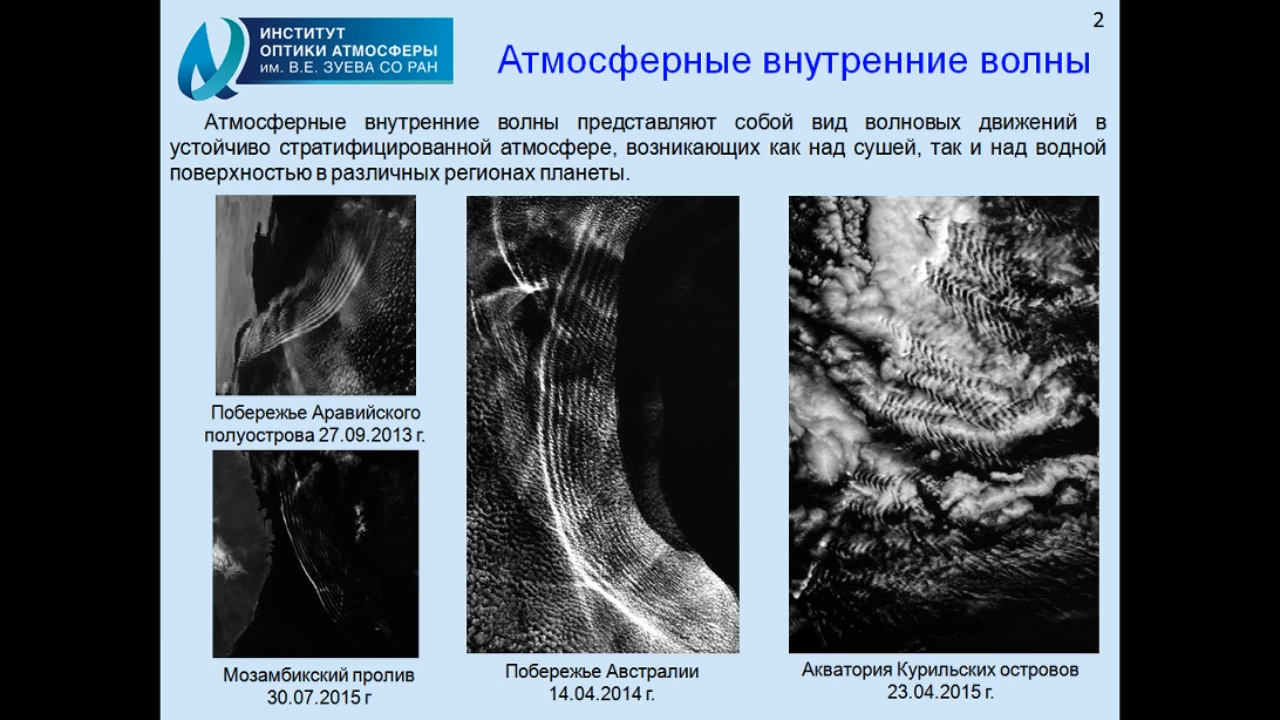 2
ИНСТИТУТ
ОПТИКИ АТМОСФЕРЫ
им. В.Е. ЗУЕВА СО РАН
Атмосферные внутренние волны
Атмосферные внутренние волны представляют собой вид волновых движений в
устойчиво стратифицированной атмосфере, возникающих как над сушей, так и над водной
поверхностью в различных регионах планеты.
Побережье Аравийского
полуострова 27.09.2013 г.
Мозамбикский пролив
30.07.2015 г
Побережье Австралии
14.04.2014 г.
Акватория Курильских островов
23.04.2015 г.